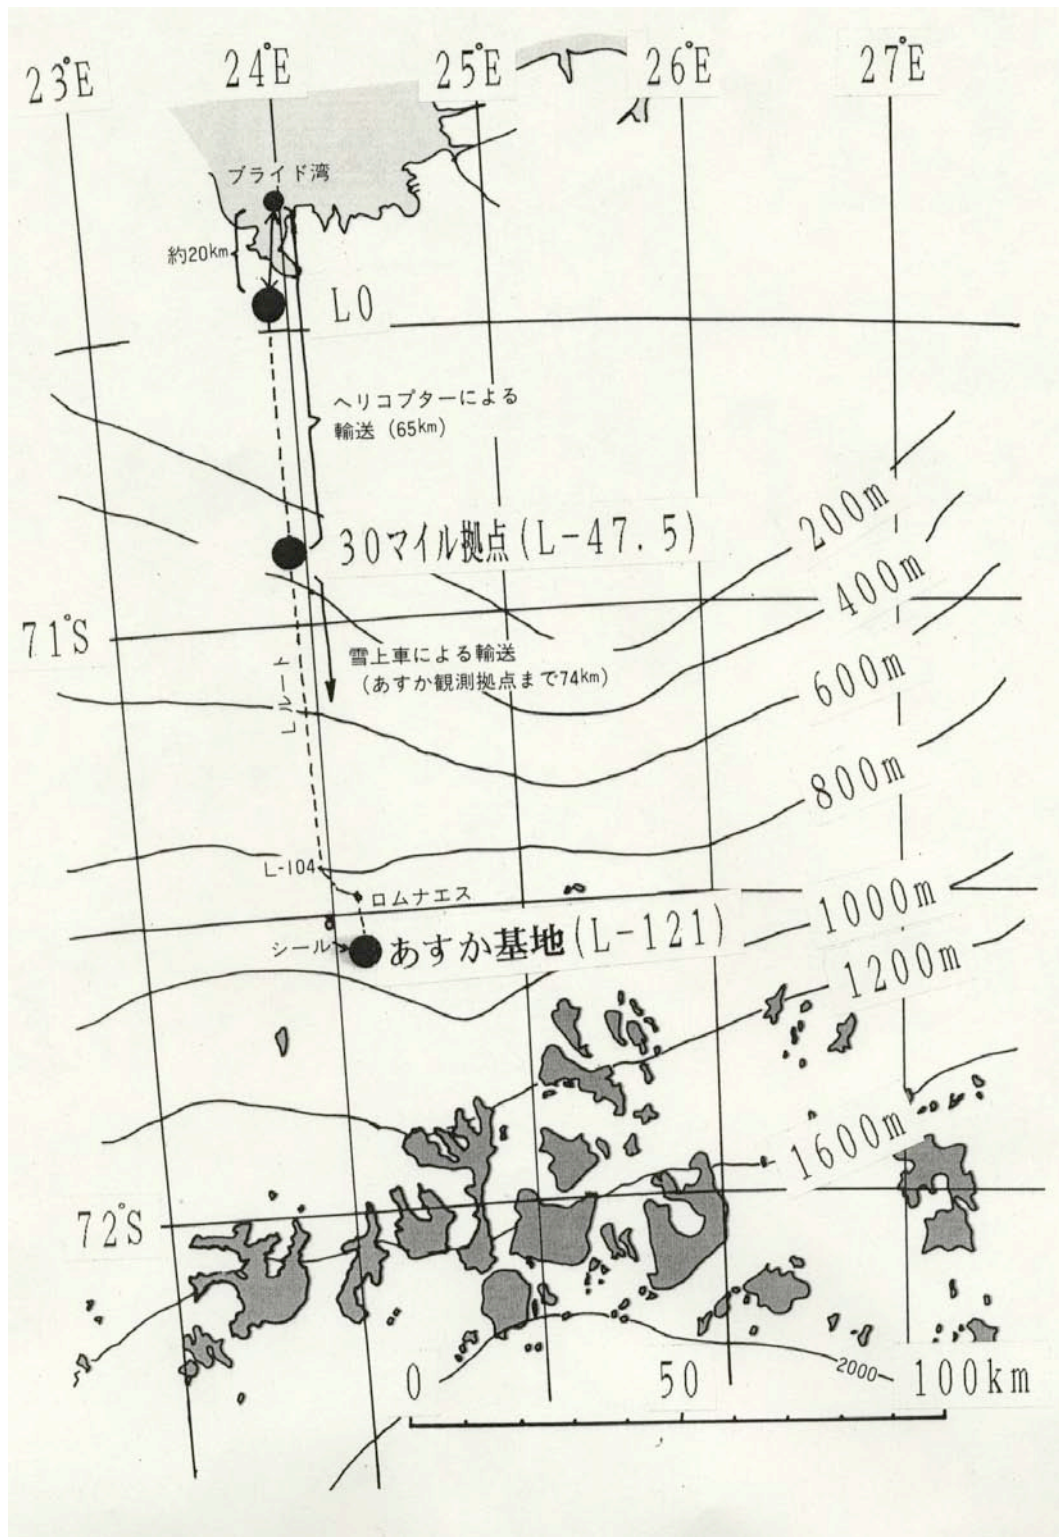 23°E
24°E
25°E
26°E
27°E
ブライド湾
約20km
L0
ヘリコプターによる
輸送 (65km)
30マイル拠点(L-47.5)
200m
400m
71°S
雪上車による輸送
(あすか観測拠点まで74km)
Lルート
600m
800m
L-104
ロムナエス
1000m
シール
あすか基地(L-121)
1200m
1600m
72°S
2000
0
50
100km